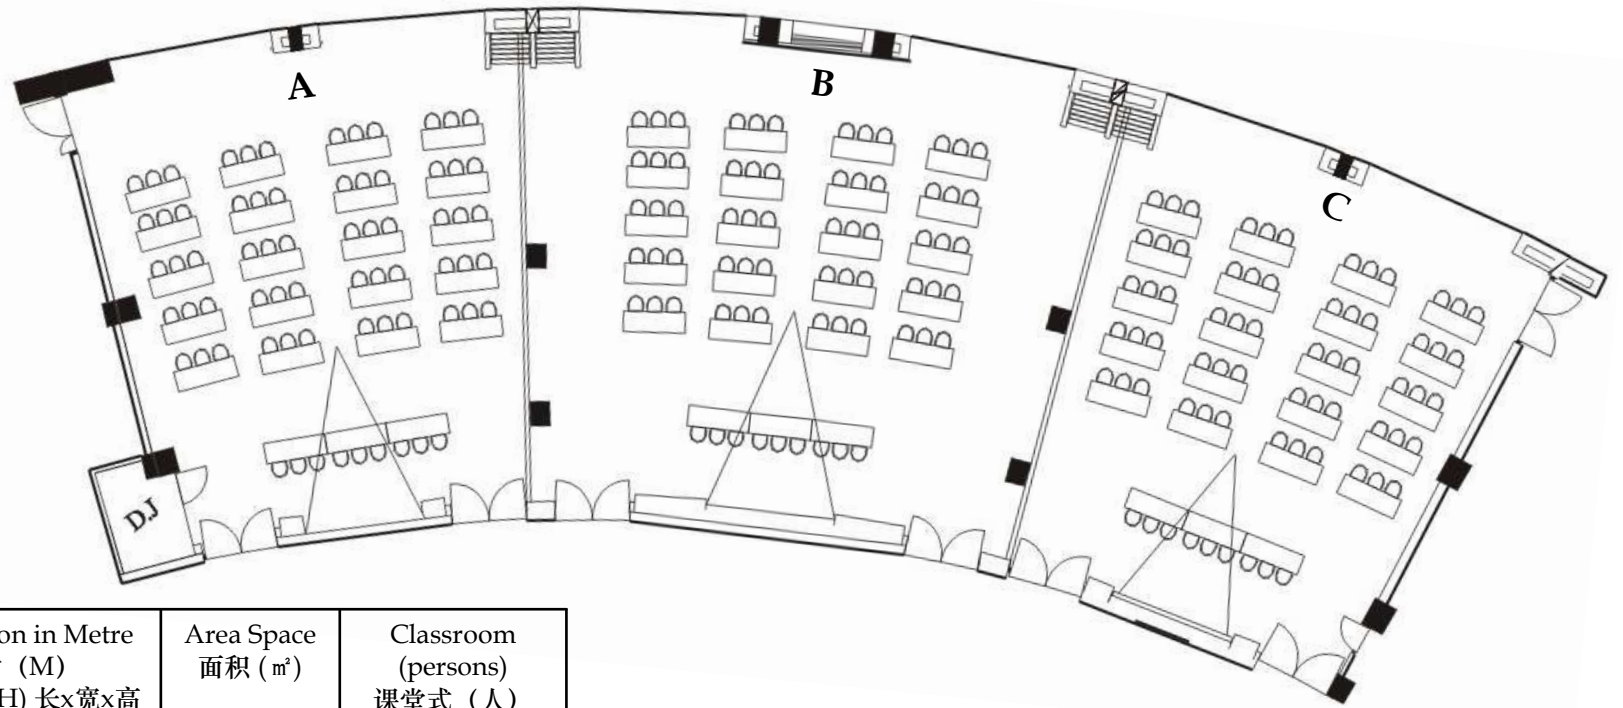 A
B
C
D.J
on in Metre
（M）
H) 长x宽x高
Area Space
面积 (㎡)
Classroom
(persons)
课堂式（人）